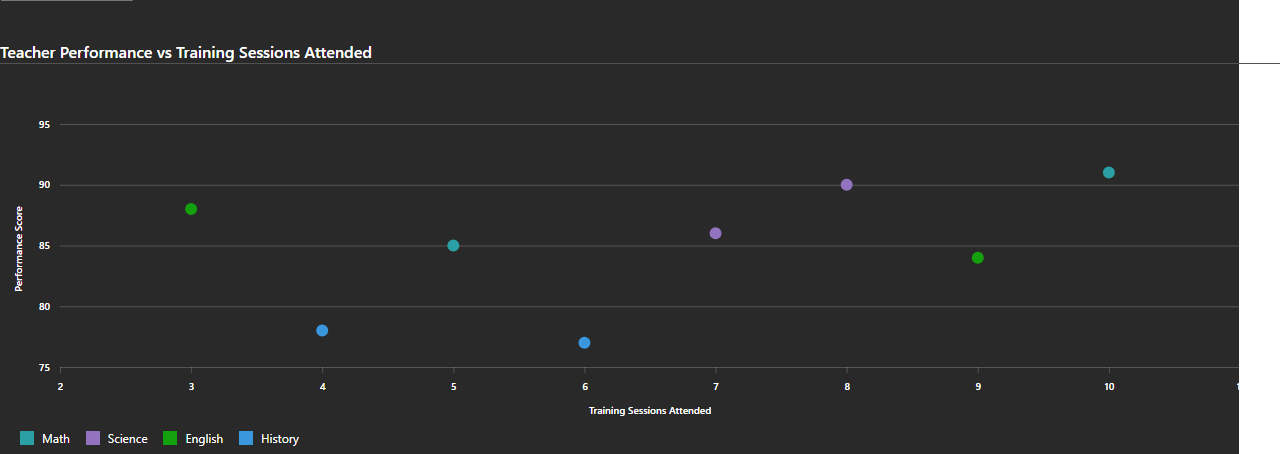 Teacher Performance vs Training Sessions Attended
95
90
85
80
75
Performance Score
2 3 4 5 6 7 8 9 10
Training Sessions Attended
Math Science English History